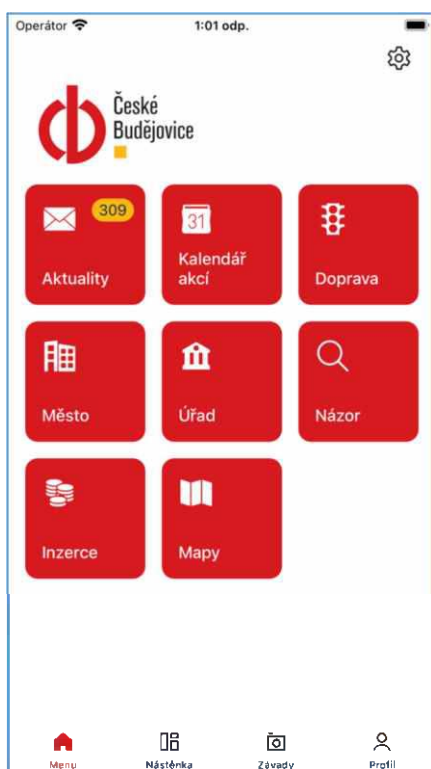 Operátor 1:01 odp.
České
Budějovice
309
31
Aktuality
Kalendář
akcí
Doprava
Město
Úřad
Názor
Inzerce
Mapy
Menu
Nástěnka
Závady
Profil